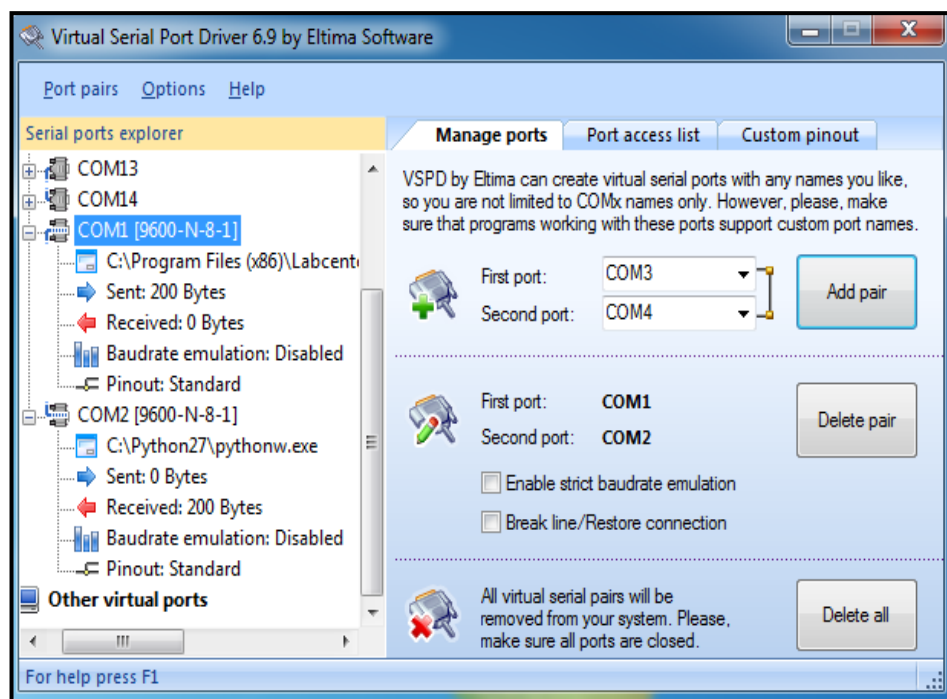 Virtual Serial Port Driver 6.9 by Eltima Software
Port pairs Options Help
Serial ports explorer
COM13
COM14
COM1 [9600-N-8-1]
C:\Program Files (x86)\Labcente
Sent: 200 Bytes
Received: 0 Bytes
Baudrate emulation: Disabled
Pinout: Standard
COM2 [9600-N-8-1]
C:\Python27\pythonw.exe
Sent: 0 Bytes
Received: 200 Bytes
Baudrate emulation: Disabled
Pinout: Standard
Other virtual ports
Manage ports Port access list Custom pinout
VSPD by Eltima can create virtual serial ports with any names you like,
so you are not limited to COMx names only. However, please, make
sure that programs working with these ports support custom port names.
First port: COM3
Second port: COM4
Add pair
First port: COM1
Second port: COM2
Delete pair
Enable strict baudrate emulation
Break line/Restore connection
All virtual serial pairs will be
removed from your system. Please,
make sure all ports are closed.
Delete all
For help press F1